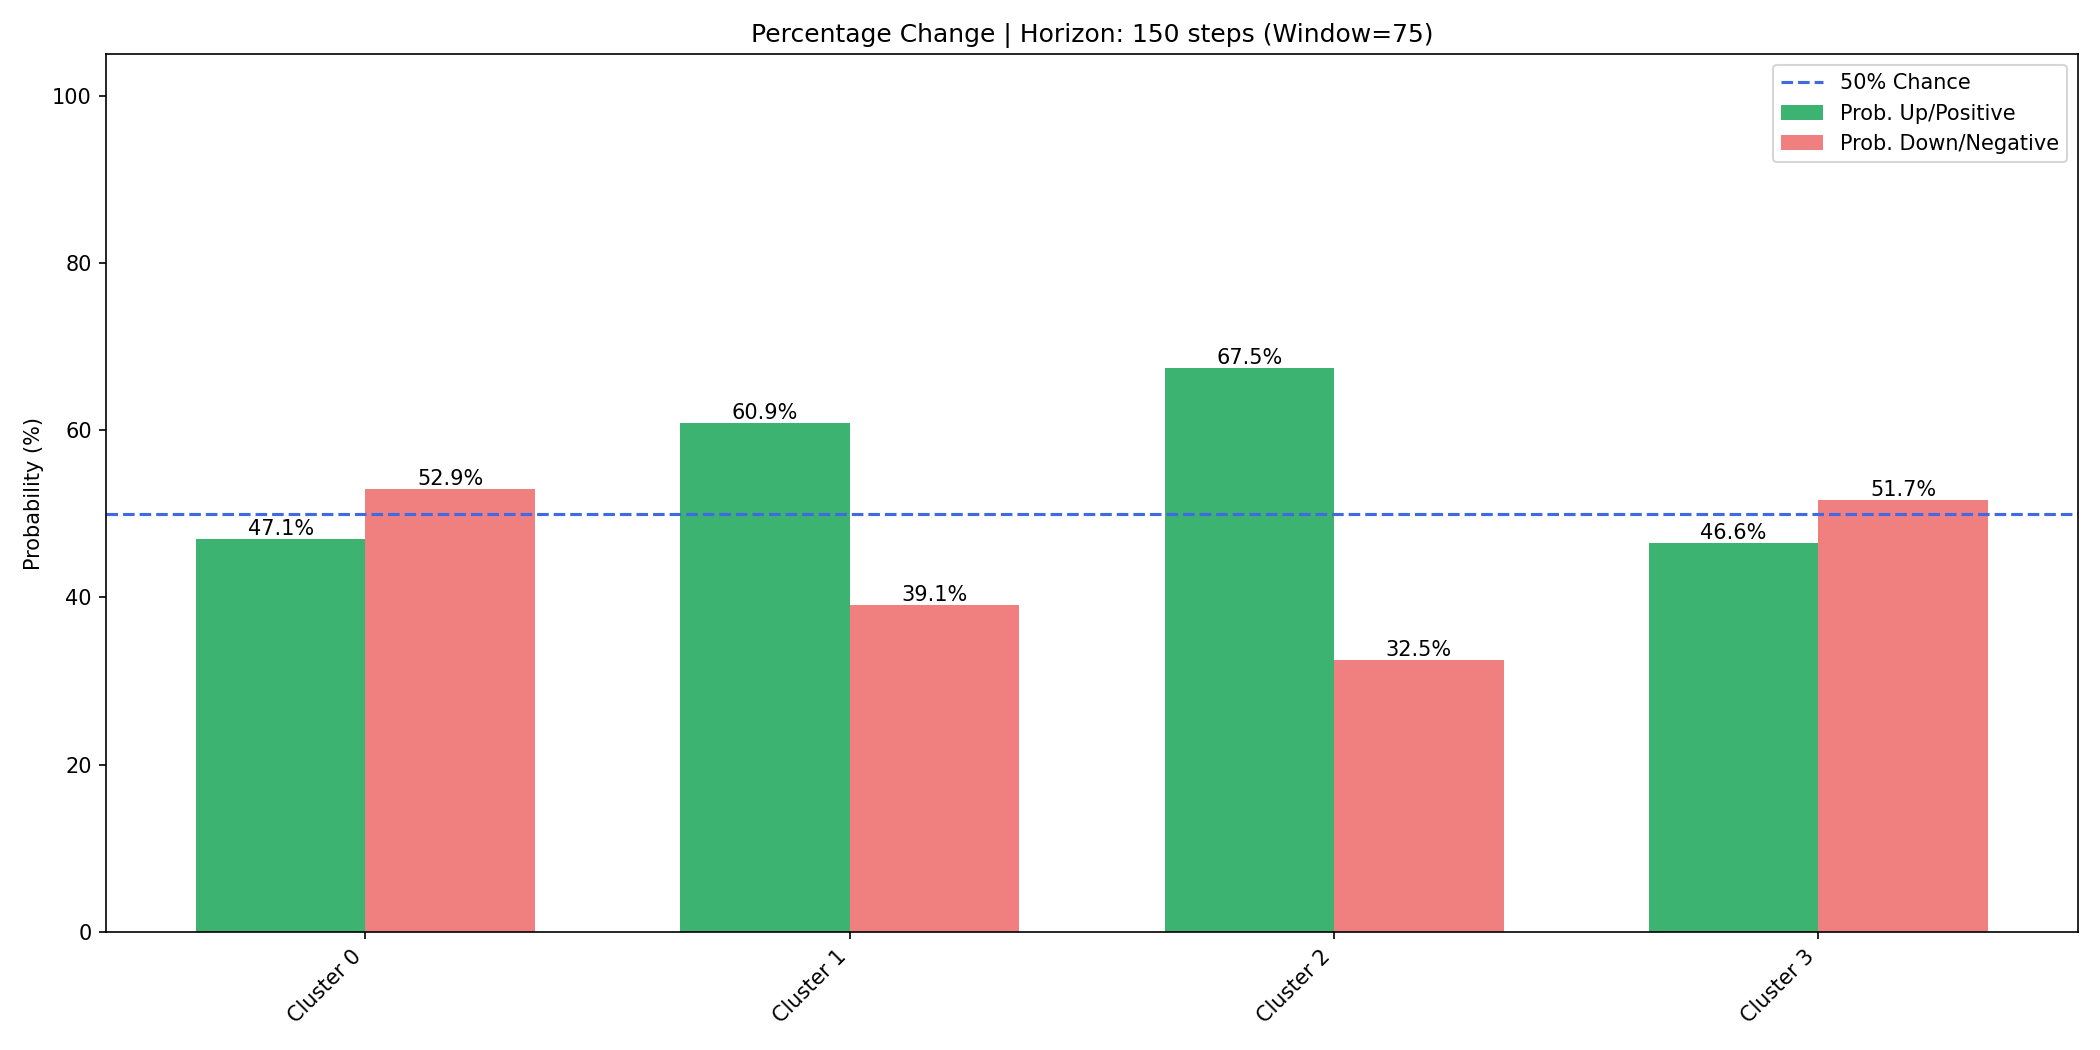 Percentage Change | Horizon: 150 steps (Window=75)
50% Chance
Prob. Up/Positive
Prob. Down/Negative
Probability (%)
100
80
60
40
20
0
47.1%
52.9%
60.9%
39.1%
67.5%
32.5%
46.6%
51.7%
Cluster 0
Cluster 1
Cluster 2
Cluster 3